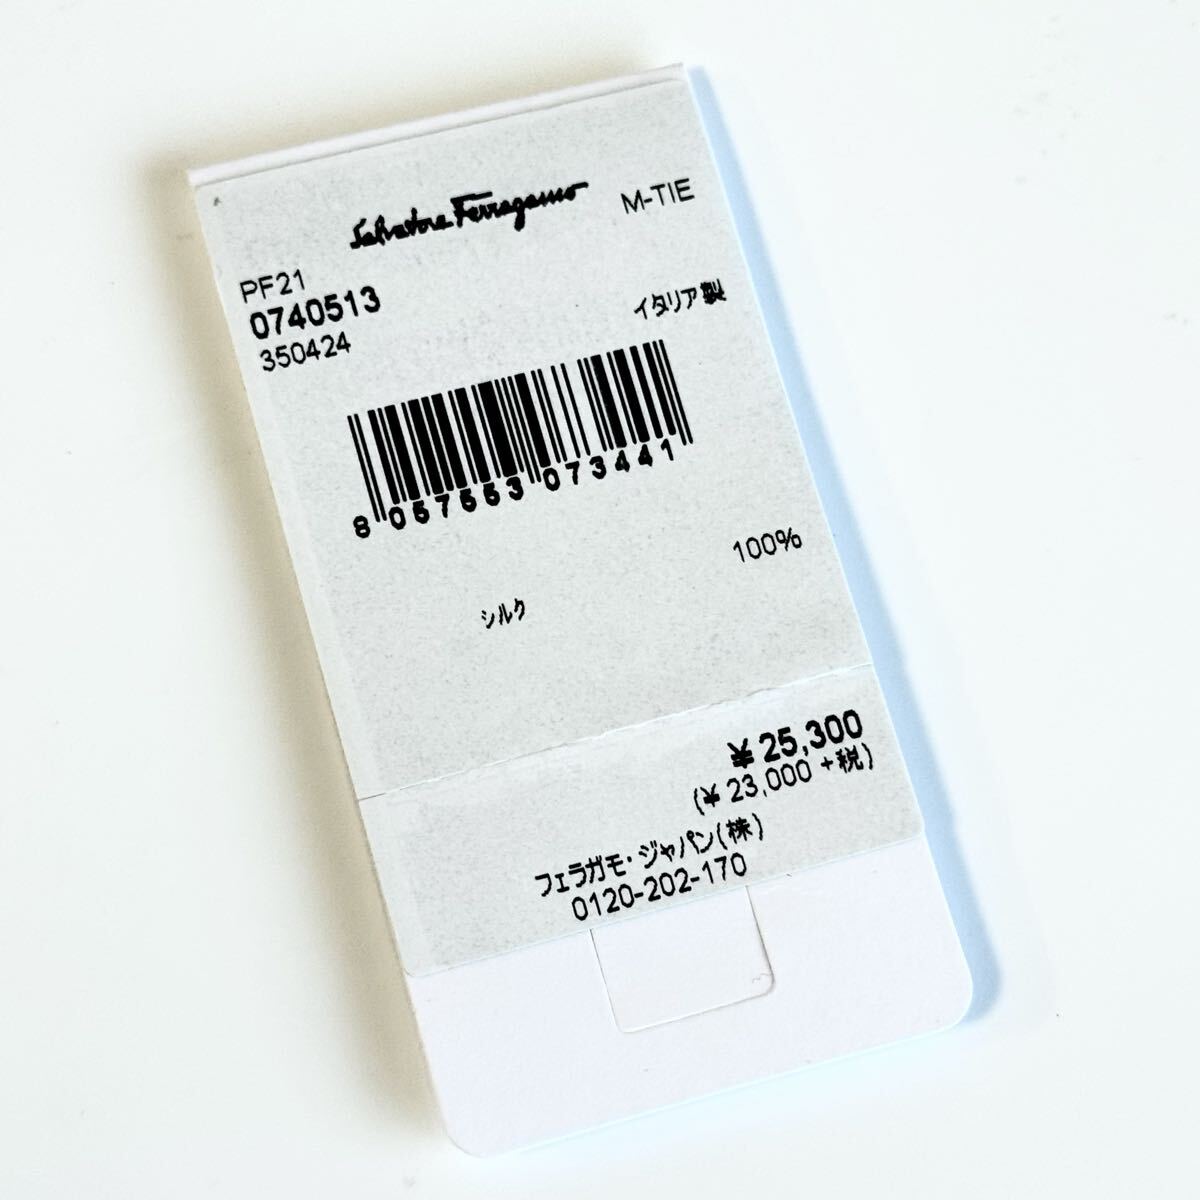 Salvatore Ferragamo M-TIE
PF21
0740513
350424
イタリア製
8 057553 073441
100%
シルク
¥ 25,300
(¥ 23,000 +税)
フェラガモ・ジャパン(株)
0120-202-170